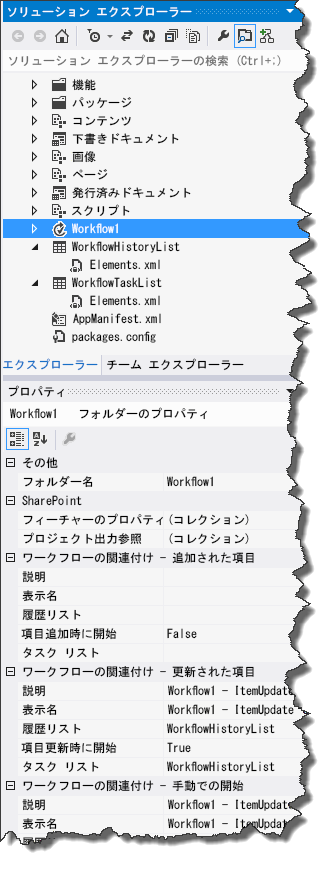 ソリューション エクスプローラー
ソリューション エクスプローラーの検索 (Ctrl+;)
機能
パッケージ
コンテンツ
下書きドキュメント
画像
ページ
発行済みドキュメント
スクリプト
Workflow1
WorkflowHistoryList
Elements.xml
WorkflowTaskList
Elements.xml
AppManifest.xml
packages.config
エクスプローラー チーム エクスプローラー
プロパティ
Workflow1 フォルダーのプロパティ
その他
フォルダー名 Workflow1
SharePoint
フィーチャーのプロパティ (コレクション)
プロジェクト出力参照 (コレクション)
ワークフローの関連付け - 追加された項目
説明
表示名
履歴リスト
項目追加時に開始 False
タスク リスト
ワークフローの関連付け - 更新された項目
説明 Workflow1 - ItemUpdate
表示名 Workflow1 - ItemUpdate
履歴リスト WorkflowHistoryList
項目更新時に開始 True
タスク リスト WorkflowHistoryList
ワークフローの関連付け - 手動での開始
説明 Workflow1 - ItemUpdate
表示名 Workflow1 - ItemUpdate